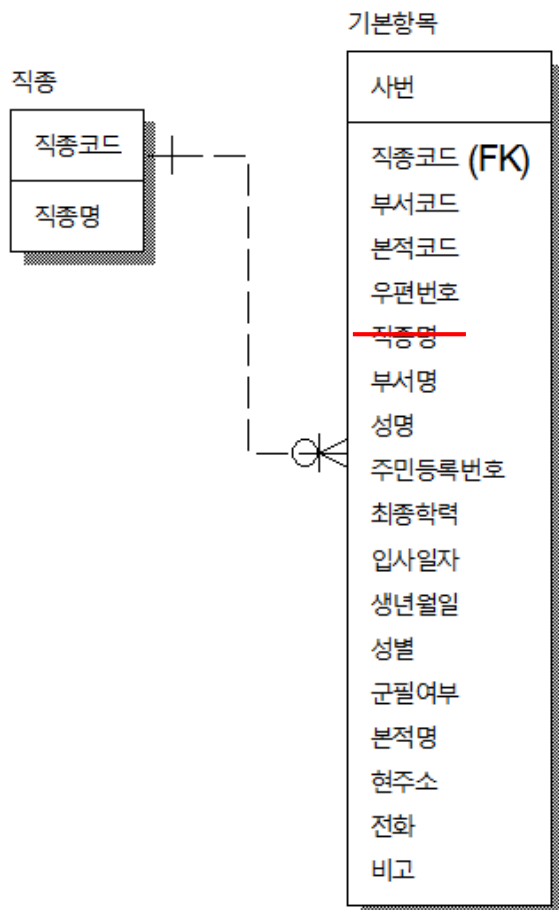 직종
직종코드
직종명
기본항목
사번
직종코드 (FK)
부서코드
본적코드
우편번호
직종명
부서명
성명
주민등록번호
최종학력
입사일자
생년월일
성별
군필여부
본적명
현주소
전화
비고